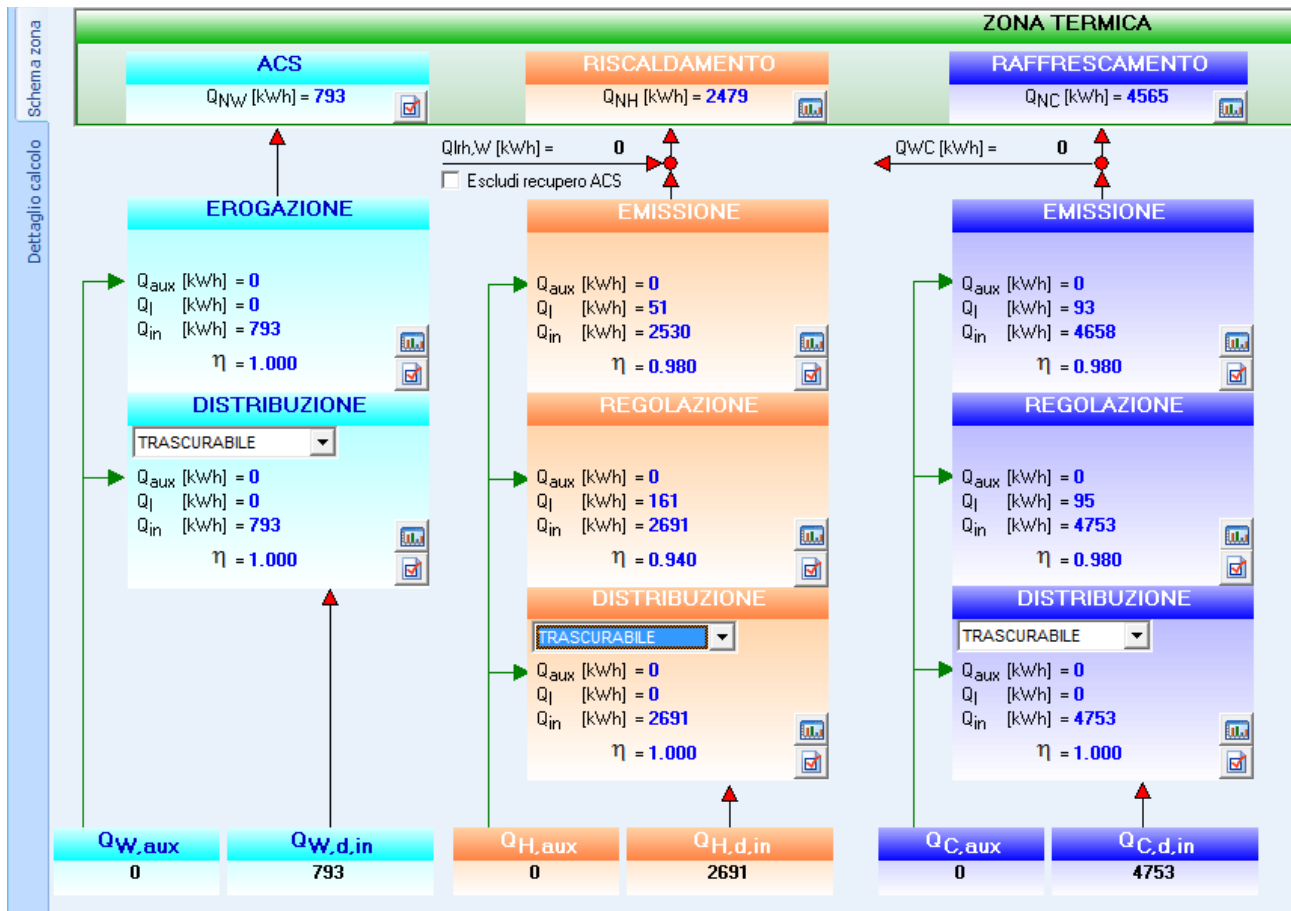 Schema zona
Dettaglio calcolo
ZONA TERMICA
ACS
QNW [kWh] = 793
RISCALDAMENTO
QNH [kWh] = 2479
RAFFRESCAMENTO
QNC [kWh] = 4565
Qlrh,W [kWh] = 0
Escludi recupero ACS
QWC [kWh] = 0
EROGAZIONE
Qaux [kWh] = 0
Ql [kWh] = 0
Qin [kWh] = 793
η = 1.000
DISTRIBUZIONE
TRASCURABILE
Qaux [kWh] = 0
Ql [kWh] = 0
Qin [kWh] = 793
η = 1.000
EMISSIONE
Qaux [kWh] = 0
Ql [kWh] = 51
Qin [kWh] = 2530
η = 0.980
REGOLAZIONE
Qaux [kWh] = 0
Ql [kWh] = 161
Qin [kWh] = 2691
η = 0.940
DISTRIBUZIONE
TRASCURABILE
Qaux [kWh] = 0
Ql [kWh] = 0
Qin [kWh] = 2691
η = 1.000
EMISSIONE
Qaux [kWh] = 0
Ql [kWh] = 93
Qin [kWh] = 4658
η = 0.980
REGOLAZIONE
Qaux [kWh] = 0
Ql [kWh] = 95
Qin [kWh] = 4753
η = 0.980
DISTRIBUZIONE
TRASCURABILE
Qaux [kWh] = 0
Ql [kWh] = 0
Qin [kWh] = 4753
η = 1.000
QW,aux
0
QW,d,in
793
QH,aux
0
QH,d,in
2691
QC,aux
0
QC,d,in
4753